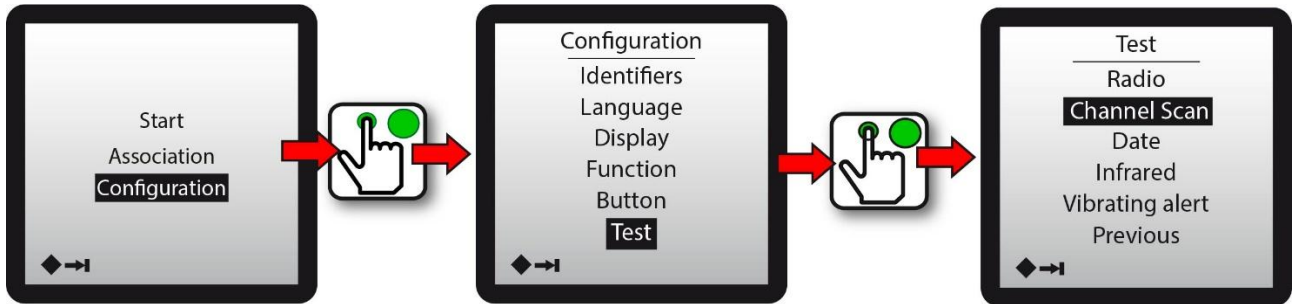 Start
Association
Configuration
Configuration
Identifiers
Language
Display
Function
Button
Test
Test
Radio
Channel Scan
Date
Infrared
Vibrating alert
Previous